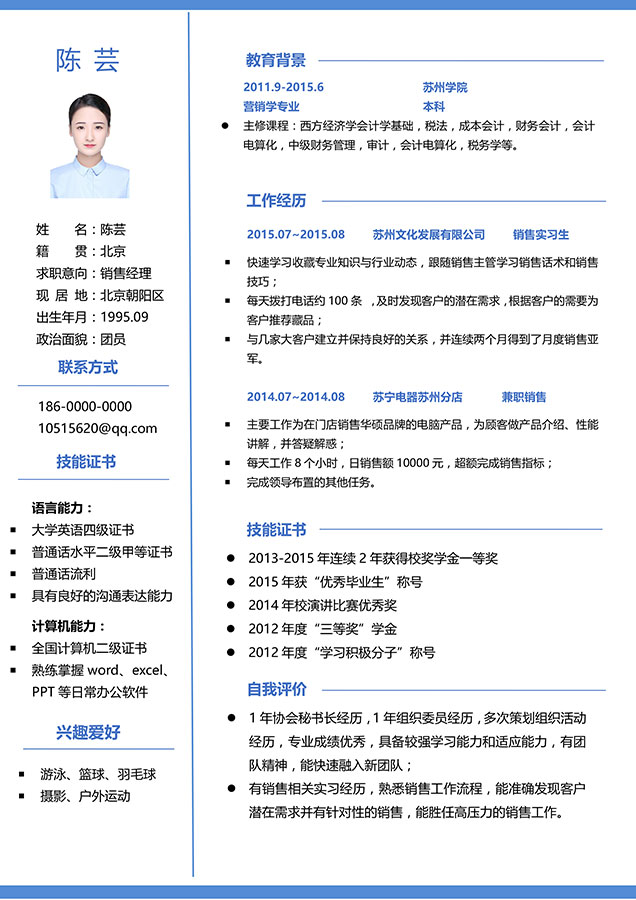 陈 芸
姓 名：陈芸
籍 贯：北京
求职意向：销售经理
现 居 地：北京朝阳区
出生年月：1995.09
政治面貌：团员
联系方式
186-0000-0000
10515620@qq.com
技能证书
语言能力：
▪ 大学英语四级证书
▪ 普通话水平二级甲等证书
▪ 普通话流利
▪ 具有良好的沟通表达能力
计算机能力：
▪ 全国计算机二级证书
▪ 熟练掌握 word、excel、
PPT 等日常办公软件
兴趣爱好
▪ 游泳、篮球、羽毛球
▪ 摄影、户外运动
教育背景
2011.9-2015.6 苏州学院
营销学专业 本科
● 主修课程：西方经济学会计学基础，税法，成本会计，财务会计，会计
电算化，中级财务管理，审计，会计电算化，税务学等。
工作经历
2015.07~2015.08 苏州文化发展有限公司 销售实习生
▪ 快速学习收藏专业知识与行业动态，跟随销售主管学习销售话术和销售
技巧；
▪ 每天拨打电话约 100 条 ，及时发现客户的潜在需求，根据客户的需要为
客户推荐藏品；
▪ 与几家大客户建立并保持良好的关系，并连续两个月得到了月度销售亚
军。
2014.07~2014.08 苏宁电器苏州分店 兼职销售
▪ 主要工作为在门店销售华硕品牌的电脑产品，为顾客做产品介绍、性能
讲解，并答疑解惑；
▪ 每天工作 8 个小时，日销售额 10000 元，超额完成销售指标；
▪ 完成领导布置的其他任务。
技能证书
● 2013-2015 年连续 2 年获得校奖学金一等奖
● 2015 年获“优秀毕业生”称号
● 2014 年校演讲比赛优秀奖
● 2012 年度“三等奖”学金
● 2012 年度“学习积极分子”称号
自我评价
● 1 年协会秘书长经历，1 年组织委员经历，多次策划组织活动
经历，专业成绩优秀，具备较强学习能力和适应能力，有团
队精神，能快速融入新团队；
● 有销售相关实习经历，熟悉销售工作流程，能准确发现客户
潜在需求并有针对性的销售，能胜任高压力的销售工作。